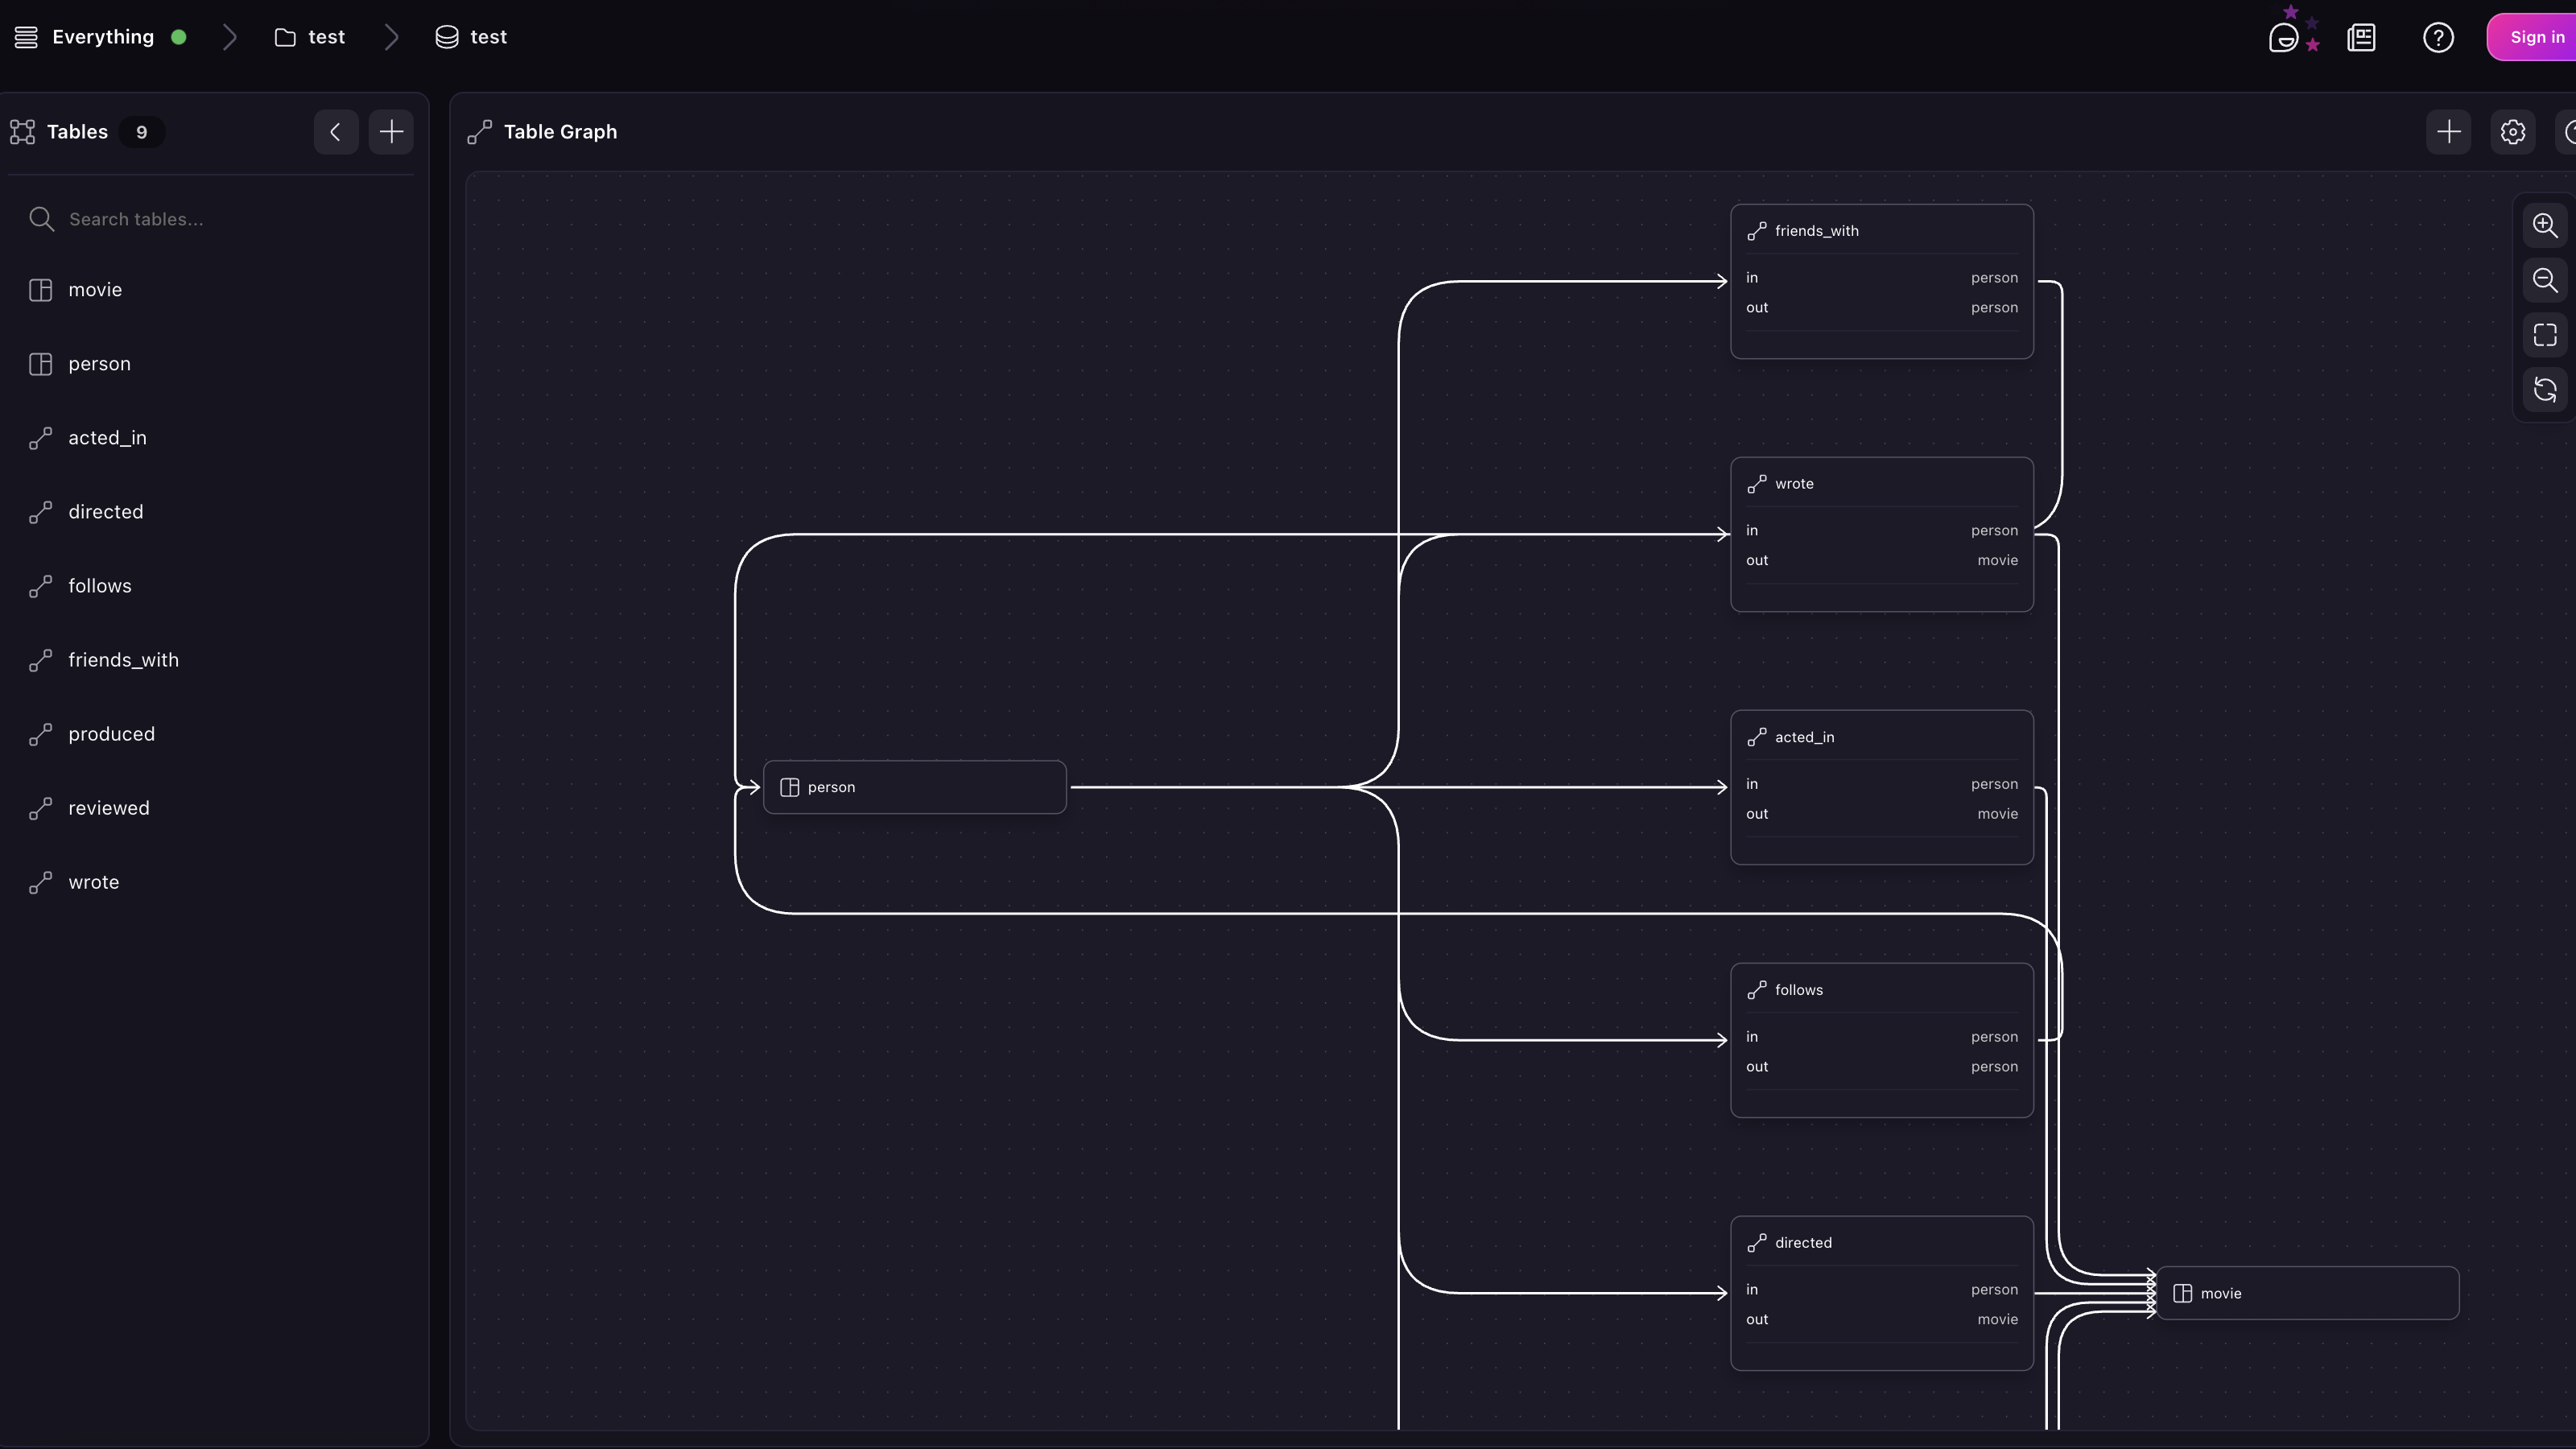 Everything
test
test
Sign in
Tables 9
Search tables...
movie
person
acted_in
directed
follows
friends_with
produced
reviewed
wrote
Table Graph
friends_with
in person
out person
wrote
in person
out movie
person
acted_in
in person
out movie
follows
in person
out person
directed
in person
out movie
movie